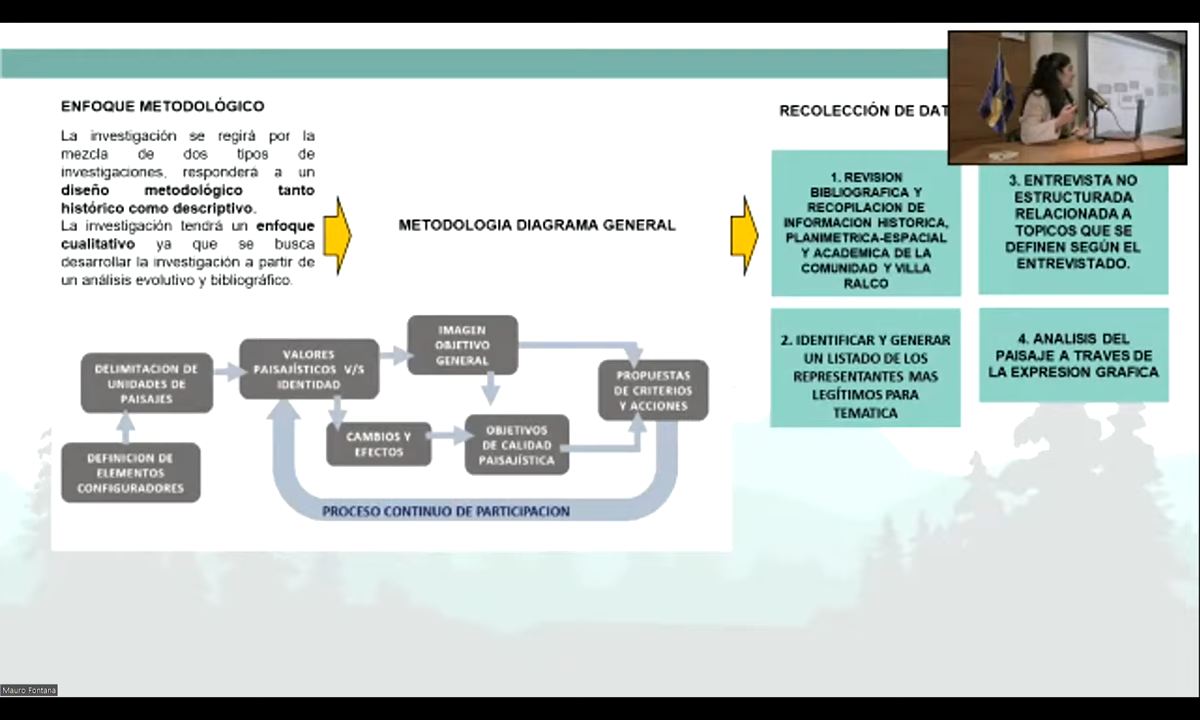 ENFOQUE METODOLÓGICO
La investigación se regirá por la
mezcla de dos tipos de
investigaciones, responderá a un
diseño metodológico tanto
histórico como descriptivo.
La investigación tendrá un enfoque
cualitativo ya que se busca
desarrollar la investigación a partir de
un análisis evolutivo y bibliográfico.
METODOLOGIA DIAGRAMA GENERAL
DELIMITACION DE
UNIDADES DE
PAISAJES
DEFINICION DE
ELEMENTOS
CONFIGURADORES
VALORES
PAISAJÍSTICOS V/S
IDENTIDAD
IMAGEN
OBJETIVO
GENERAL
CAMBIOS Y
EFECTOS
OBJETIVOS
DE CALIDAD
PAISAJÍSTICA
PROPUESTAS
DE CRITERIOS
Y ACCIONES
PROCESO CONTINUO DE PARTICIPACION
RECOLECCIÓN DE DAT
1. REVISION
BIBLIOGRAFICA Y
RECOPILACION DE
INFORMACION HISTORICA,
PLANIMETRICA-ESPACIAL
Y ACADEMICA DE LA
COMUNIDAD Y VILLA
RALCO
2. IDENTIFICAR Y GENERAR
UN LISTADO DE LOS
REPRESENTANTES MAS
LEGÍTIMOS PARA
TEMATICA
3. ENTREVISTA NO
ESTRUCTURADA
RELACIONADA A
TOPICOS QUE SE
DEFINEN SEGÚN EL
ENTREVISTADO.
4. ANALISIS DEL
PAISAJE A TRAVES DE
LA EXPRESION GRAFICA
Mauro Fontana